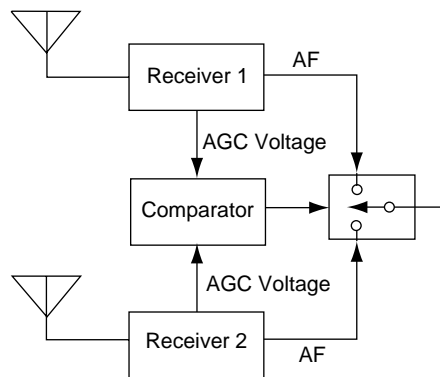 Receiver 1
AF
AGC Voltage
Comparator
AGC Voltage
Receiver 2
AF